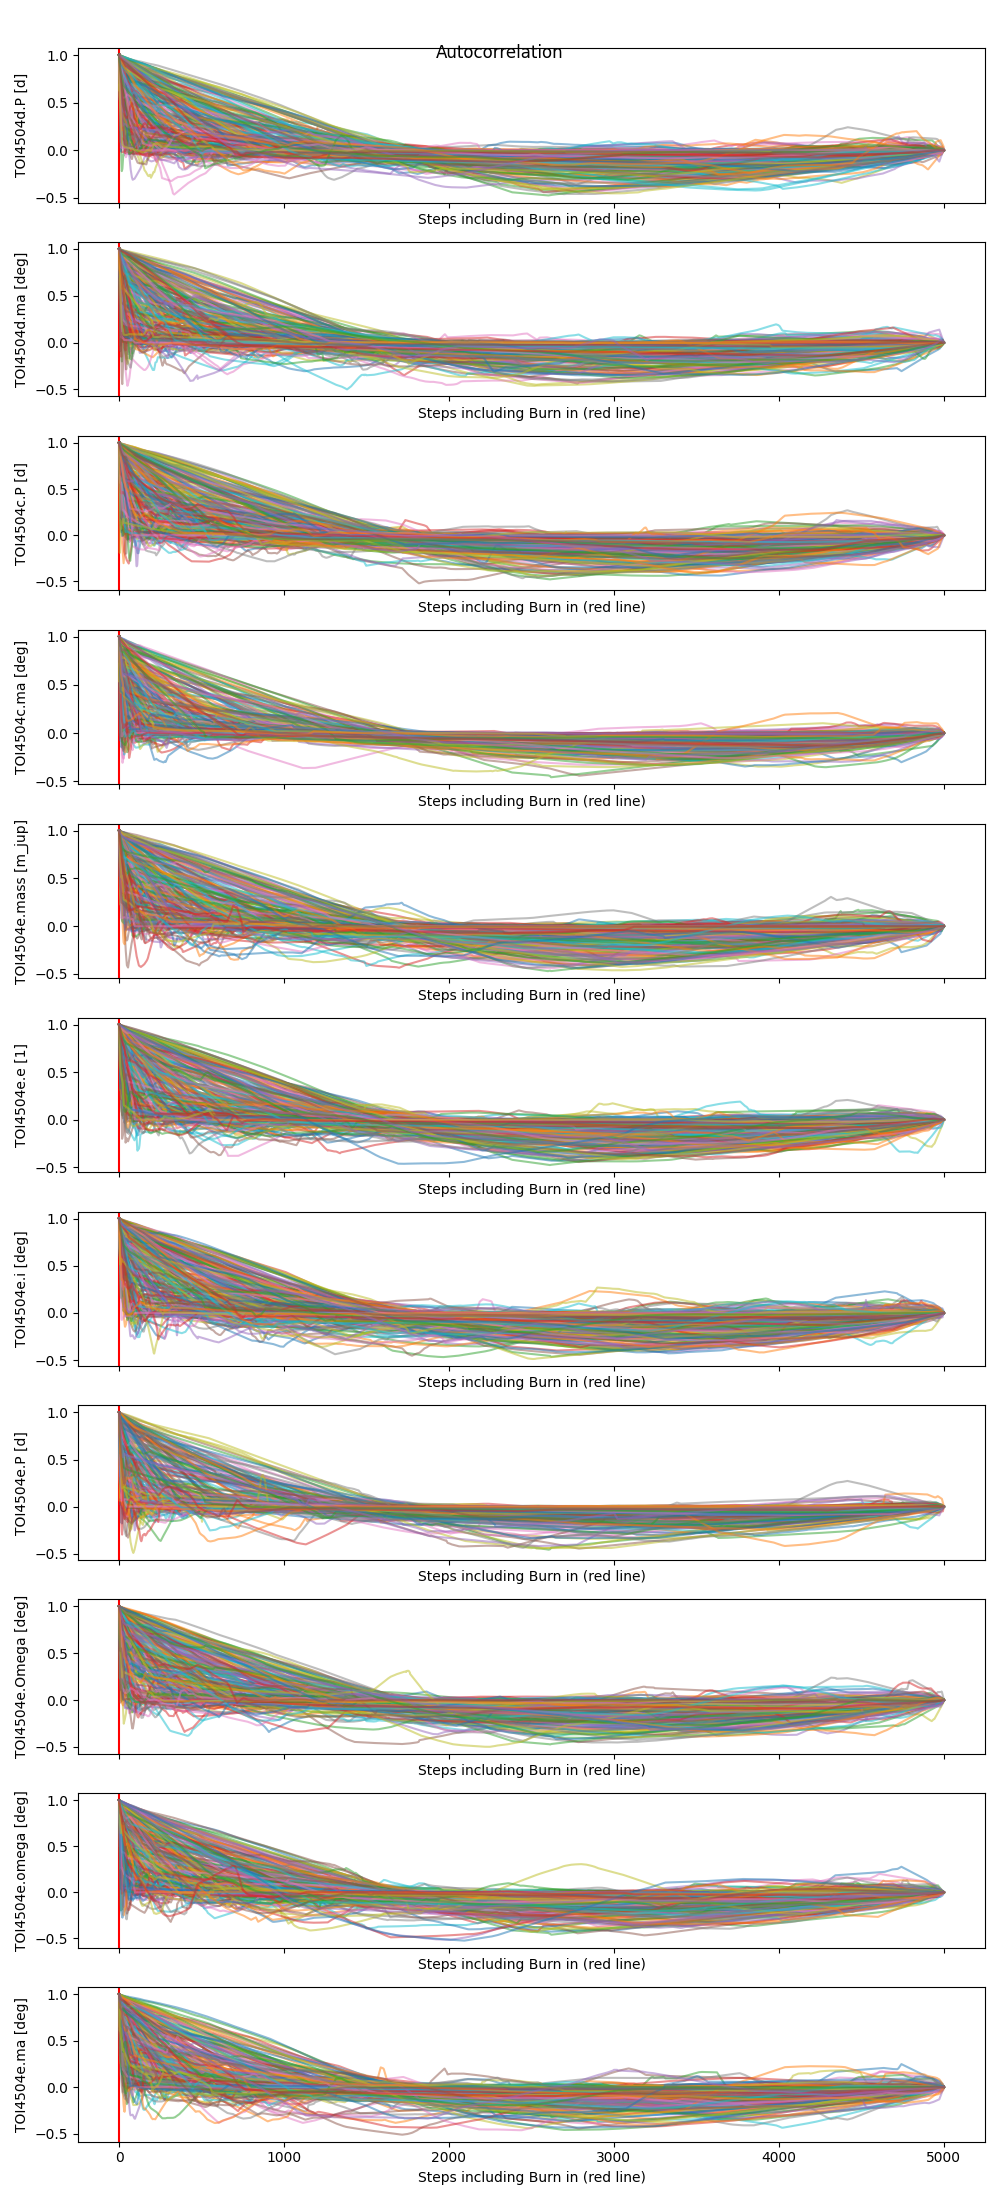 Autocorrelation
TOI4504d.P [d]
1.0
0.5
0.0
−0.5
Steps including Burn in (red line)
TOI4504d.ma [deg]
1.0
0.5
0.0
−0.5
Steps including Burn in (red line)
TOI4504c.P [d]
1.0
0.5
0.0
−0.5
Steps including Burn in (red line)
TOI4504c.ma [deg]
1.0
0.5
0.0
−0.5
Steps including Burn in (red line)
TOI4504e.mass [m_jup]
1.0
0.5
0.0
−0.5
Steps including Burn in (red line)
TOI4504e.e [1]
1.0
0.5
0.0
−0.5
Steps including Burn in (red line)
TOI4504e.i [deg]
1.0
0.5
0.0
−0.5
Steps including Burn in (red line)
TOI4504e.P [d]
1.0
0.5
0.0
−0.5
Steps including Burn in (red line)
TOI4504e.Omega [deg]
1.0
0.5
0.0
−0.5
Steps including Burn in (red line)
TOI4504e.omega [deg]
1.0
0.5
0.0
−0.5
Steps including Burn in (red line)
TOI4504e.ma [deg]
1.0
0.5
0.0
−0.5
0 1000 2000 3000 4000 5000
Steps including Burn in (red line)